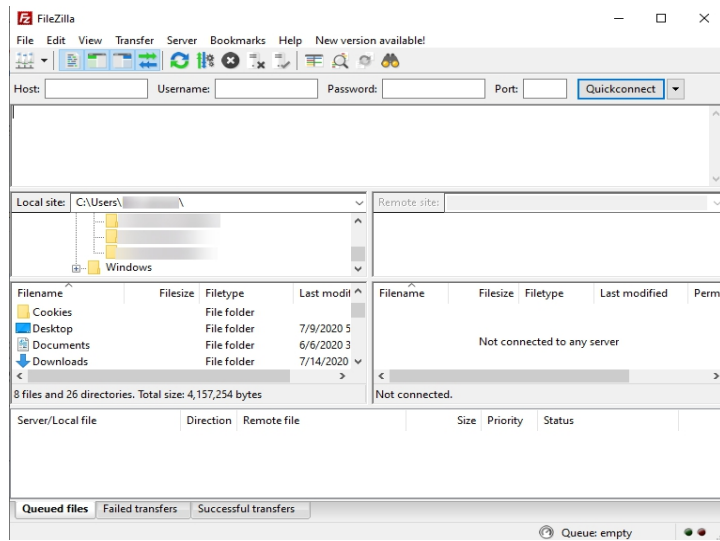 FileZilla
File Edit View Transfer Server Bookmarks Help New version available!
Host: Username: Password: Port: Quickconnect
Local site: C:\Users\ \ Remote site:
Windows
Filename Filesize Filetype Last modif Filename Filesize Filetype Last modified Perm
Cookies File folder
Desktop File folder 7/9/2020 5
Documents File folder 6/6/2020 3
Downloads File folder 7/14/2020
Not connected to any server
8 files and 26 directories. Total size: 4,157,254 bytes Not connected.
Server/Local file Direction Remote file Size Priority Status
Queued files Failed transfers Successful transfers
Queue: empty